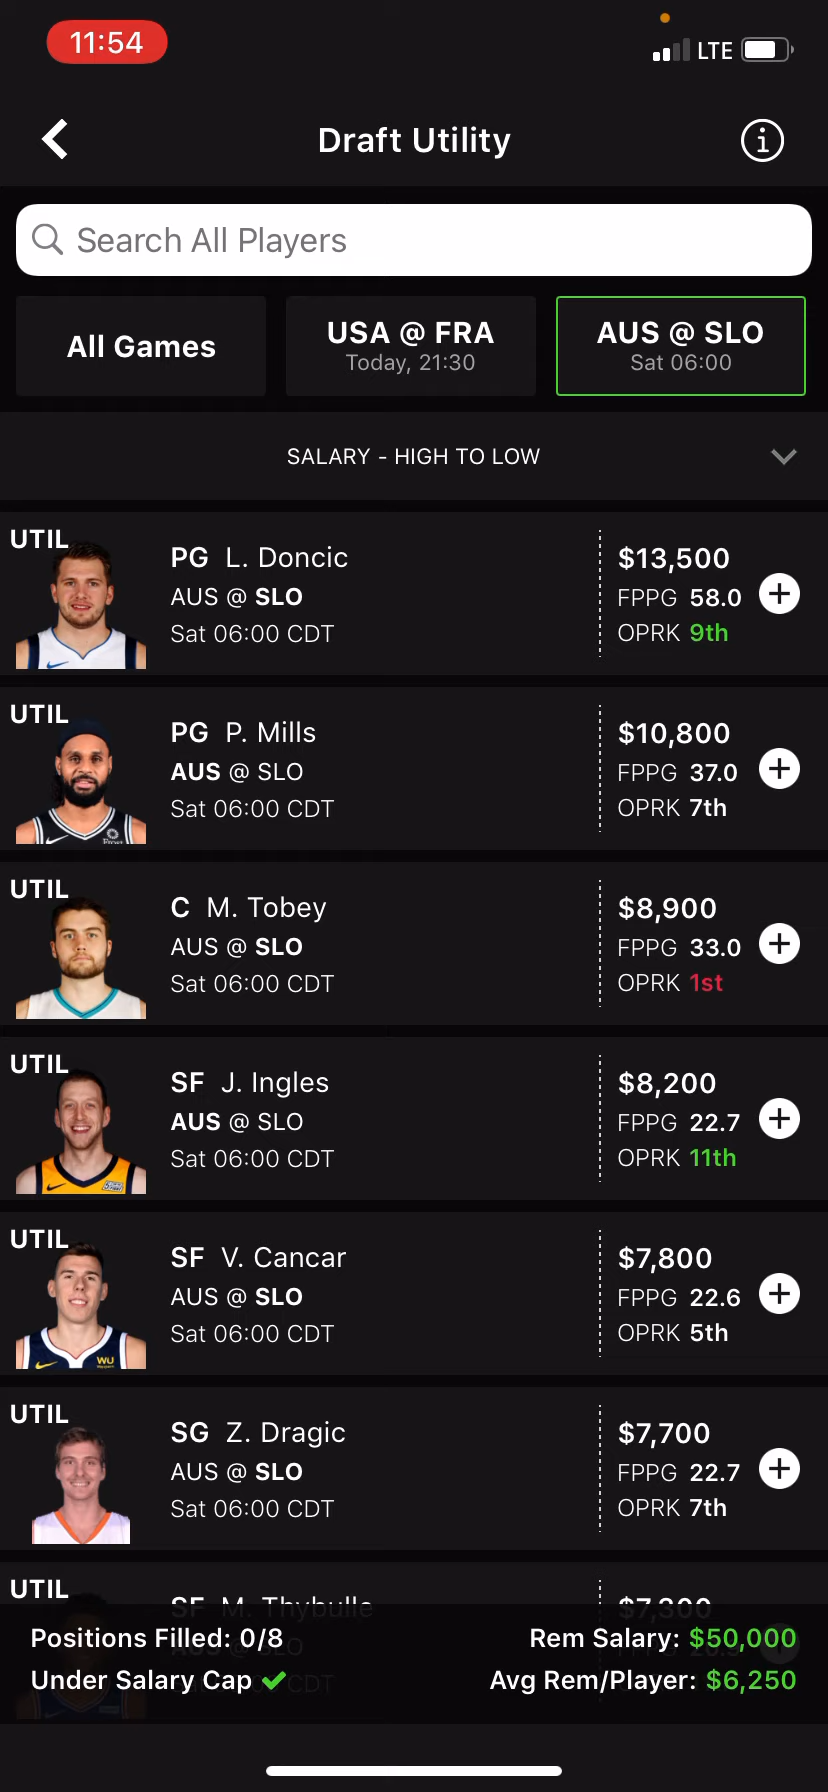 11:54
LTE
Draft Utility
Search All Players
All Games
USA @ FRA
Today, 21:30
AUS @ SLO
Sat 06:00
SALARY - HIGH TO LOW
UTIL
PG L. Doncic
AUS @ SLO
Sat 06:00 CDT
$13,500
FPPG 58.0
OPRK 9th
UTIL
PG P. Mills
AUS @ SLO
Sat 06:00 CDT
$10,800
FPPG 37.0
OPRK 7th
UTIL
C M. Tobey
AUS @ SLO
Sat 06:00 CDT
$8,900
FPPG 33.0
OPRK 1st
UTIL
SF J. Ingles
AUS @ SLO
Sat 06:00 CDT
$8,200
FPPG 22.7
OPRK 11th
UTIL
SF V. Cancar
AUS @ SLO
Sat 06:00 CDT
$7,800
FPPG 22.6
OPRK 5th
WU
UTIL
SG Z. Dragic
AUS @ SLO
Sat 06:00 CDT
$7,700
FPPG 22.7
OPRK 7th
UTIL
SF M. Thybulle
$7,300
Positions Filled: 0/8
Rem Salary: $50,000
Under Salary Cap
Avg Rem/Player: $6,250